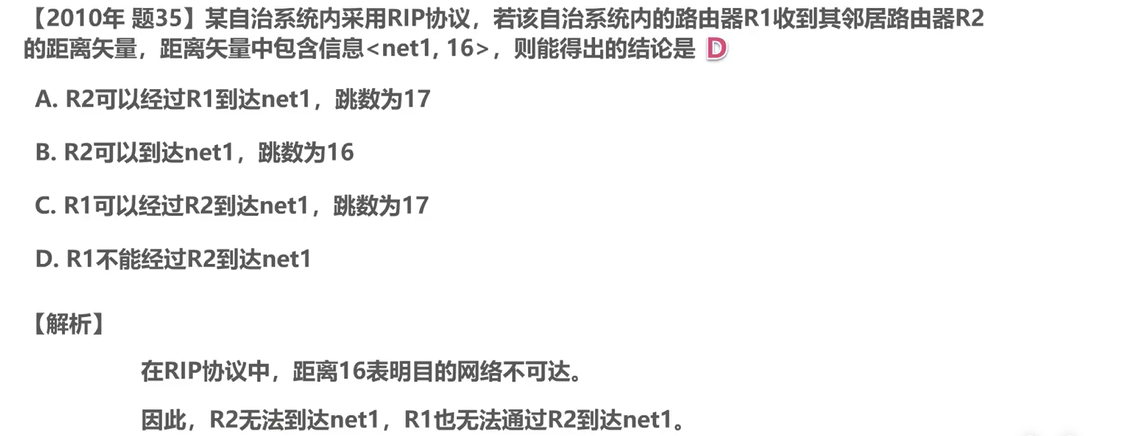 【2010年 题35】某自治系统内采用RIP协议，若该自治系统内的路由器R1收到其邻居路由器R2
的距离矢量，距离矢量中包含信息<net1, 16>，则能得出的结论是 D
A. R2可以经过R1到达net1，跳数为17
B. R2可以到达net1，跳数为16
C. R1可以经过R2到达net1，跳数为17
D. R1不能经过R2到达net1
【解析】
在RIP协议中，距离16表明目的网络不可达。
因此，R2无法到达net1，R1也无法通过R2到达net1。